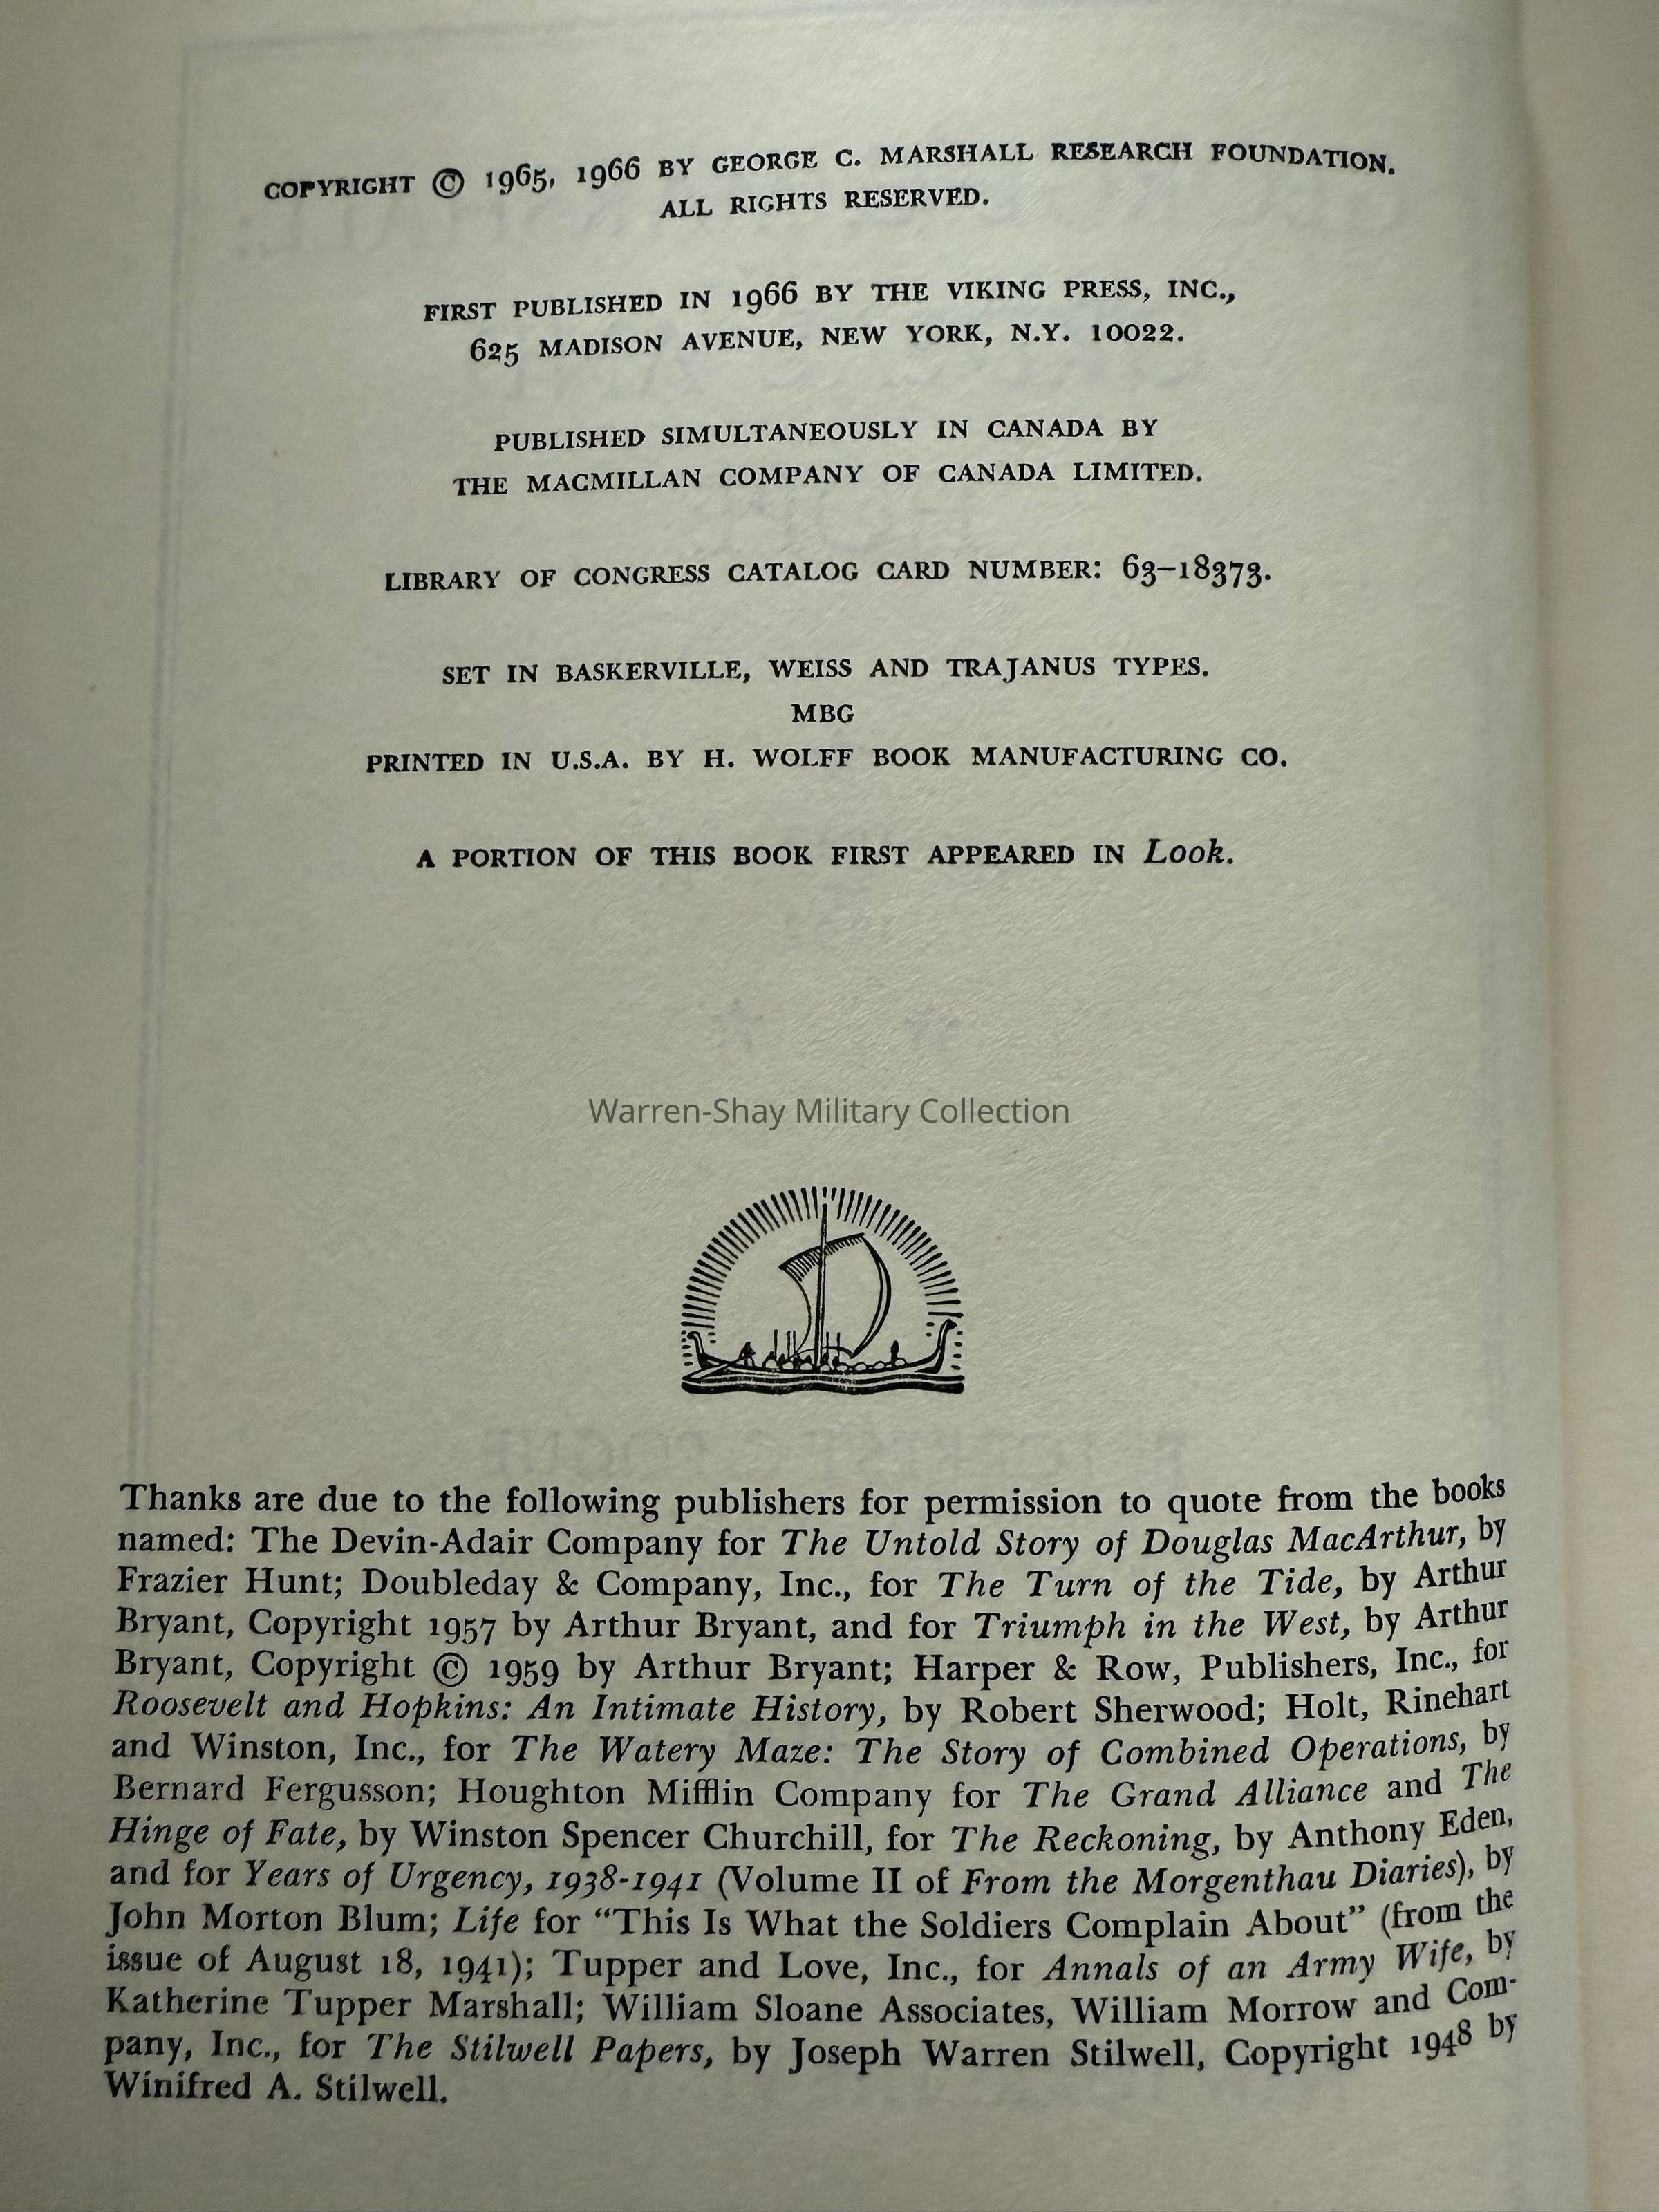 COPYRIGHT © 1965, 1966 BY GEORGE C. MARSHALL RESEARCH FOUNDATION.
ALL RIGHTS RESERVED.
FIRST PUBLISHED IN 1966 BY THE VIKING PRESS, INC.,
625 MADISON AVENUE, NEW YORK, N.Y. 10022.
PUBLISHED SIMULTANEOUSLY IN CANADA BY
THE MACMILLAN COMPANY OF CANADA LIMITED.
LIBRARY OF CONGRESS CATALOG CARD NUMBER: 63–18373.
SET IN BASKERVILLE, WEISS AND TRAJANUS TYPES.
MBG
PRINTED IN U.S.A. BY H. WOLFF BOOK MANUFACTURING CO.
A PORTION OF THIS BOOK FIRST APPEARED IN Look.
Warren-Shay Military Collection
Thanks are due to the following publishers for permission to quote from the books
named: The Devin-Adair Company for The Untold Story of Douglas MacArthur, by
Frazier Hunt; Doubleday & Company, Inc., for The Turn of the Tide, by Arthur
Bryant, Copyright 1957 by Arthur Bryant, and for Triumph in the West, by Arthur
Bryant, Copyright © 1959 by Arthur Bryant; Harper & Row, Publishers, Inc., for
Roosevelt and Hopkins: An Intimate History, by Robert Sherwood; Holt, Rinehart
and Winston, Inc., for The Watery Maze: The Story of Combined Operations, by
Bernard Fergusson; Houghton Mifflin Company for The Grand Alliance and The
Hinge of Fate, by Winston Spencer Churchill, for The Reckoning, by Anthony Eden,
and for Years of Urgency, 1938-1941 (Volume II of From the Morgenthau Diaries), by
John Morton Blum; Life for “This Is What the Soldiers Complain About” (from the
issue of August 18, 1941); Tupper and Love, Inc., for Annals of an Army Wife, by
Katherine Tupper Marshall; William Sloane Associates, William Morrow and Com-
pany, Inc., for The Stilwell Papers, by Joseph Warren Stilwell, Copyright 1948 by
Winifred A. Stilwell.